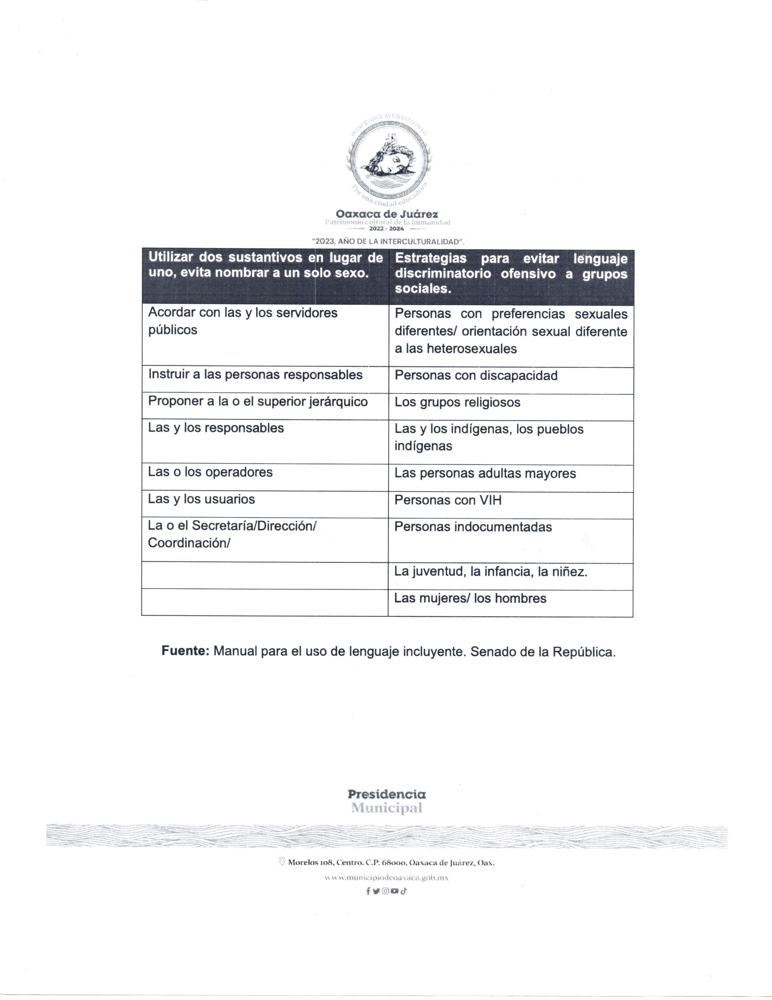 HONORABLE AYUNTAMIENTO
Por una ciudad educadora
Oaxaca de Juárez
Patrimonio cultural de la humanidad
2022 - 2024
"2023, AÑO DE LA INTERCULTURALIDAD".
Utilizar dos sustantivos en lugar de
uno, evita nombrar a un solo sexo.
Estrategias para evitar lenguaje
discriminatorio ofensivo a grupos
sociales.
Acordar con las y los servidores
públicos
Personas con preferencias sexuales
diferentes/ orientación sexual diferente
a las heterosexuales
Instruir a las personas responsables
Personas con discapacidad
Proponer a la o el superior jerárquico
Los grupos religiosos
Las y los responsables
Las y los indígenas, los pueblos
indígenas
Las o los operadores
Las personas adultas mayores
Las y los usuarios
Personas con VIH
La o el Secretaría/Dirección/
Coordinación/
Personas indocumentadas
La juventud, la infancia, la niñez.
Las mujeres/ los hombres
Fuente: Manual para el uso de lenguaje incluyente. Senado de la República.
Presidencia
Municipal
Morelos 108, Centro. C.P. 68000, Oaxaca de Juárez, Oax.
www.municipiodeoaxaca.gob.mx